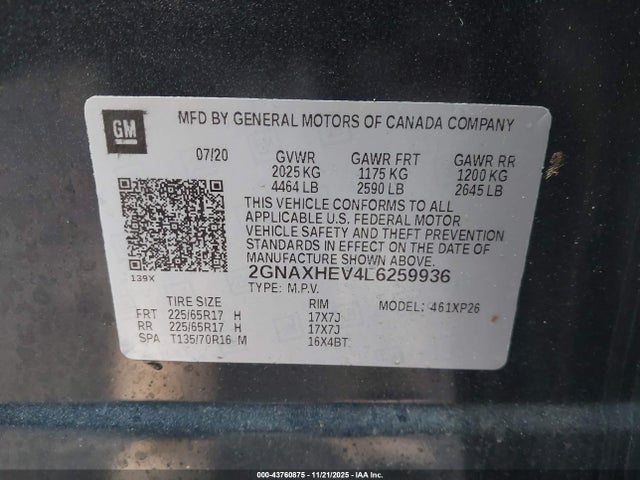 GM
MFD BY GENERAL MOTORS OF CANADA COMPANY
07/20 GVWR GAWR FRT GAWR RR
2025 KG 1175 KG 1200 KG
4464 LB 2590 LB 2645 LB
THIS VEHICLE CONFORMS TO ALL
APPLICABLE U.S. FEDERAL MOTOR
VEHICLE SAFETY AND THEFT PREVENTION
STANDARDS IN EFFECT ON THE DATE OF
MANUFACTURE SHOWN ABOVE.
139X 2GNAXHEV4L6259936
TYPE: M.P.V.
TIRE SIZE RIM MODEL: 461XP26
FRT 225/65R17 H 17X7J
RR 225/65R17 H 17X7J
SPA T135/70R16 M 16X4BT
000-43760875 - 11/21/2025 - IAA Inc.